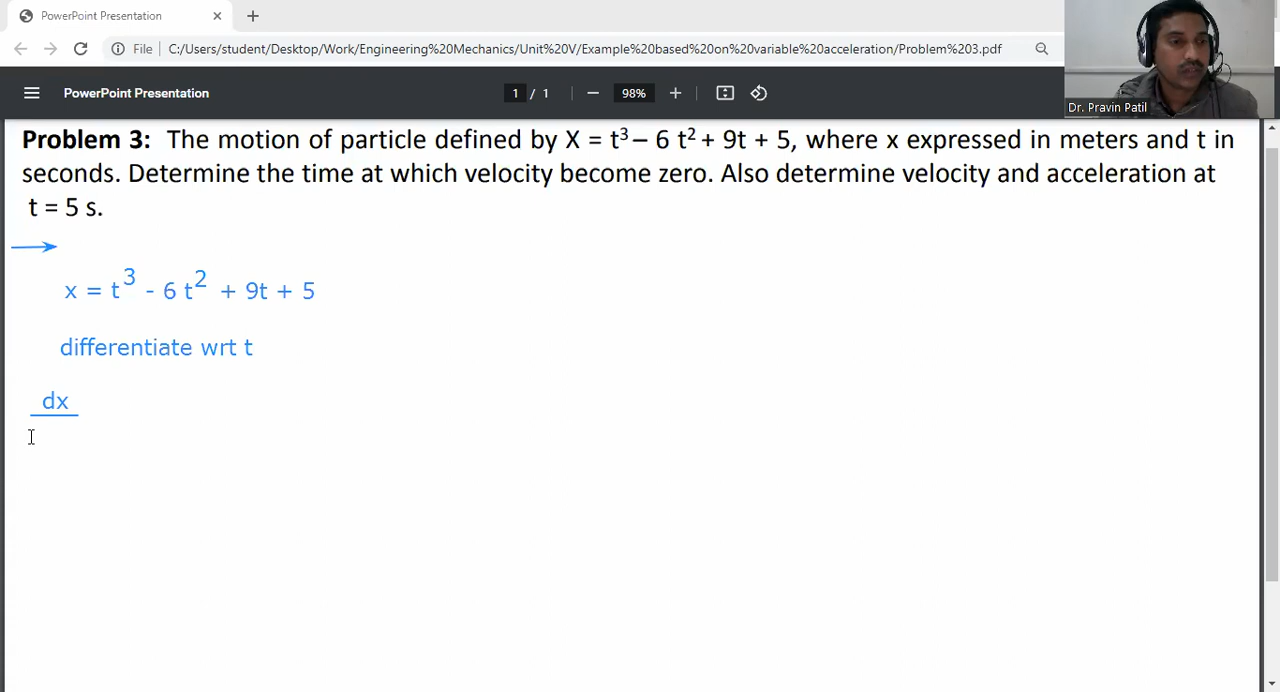 PowerPoint Presentation
File C:/Users/student/Desktop/Work/Engineering%20Mechanics/Unit%20V/Example%20based%20on%20variable%20acceleration/Problem%203.pdf
PowerPoint Presentation 1 / 1 98%
Dr. Pravin Patil
Problem 3: The motion of particle defined by X = t³ – 6 t² + 9t + 5, where x expressed in meters and t in
seconds. Determine the time at which velocity become zero. Also determine velocity and acceleration at
t = 5 s.
x = t³ - 6 t² + 9t + 5
differentiate wrt t
dx